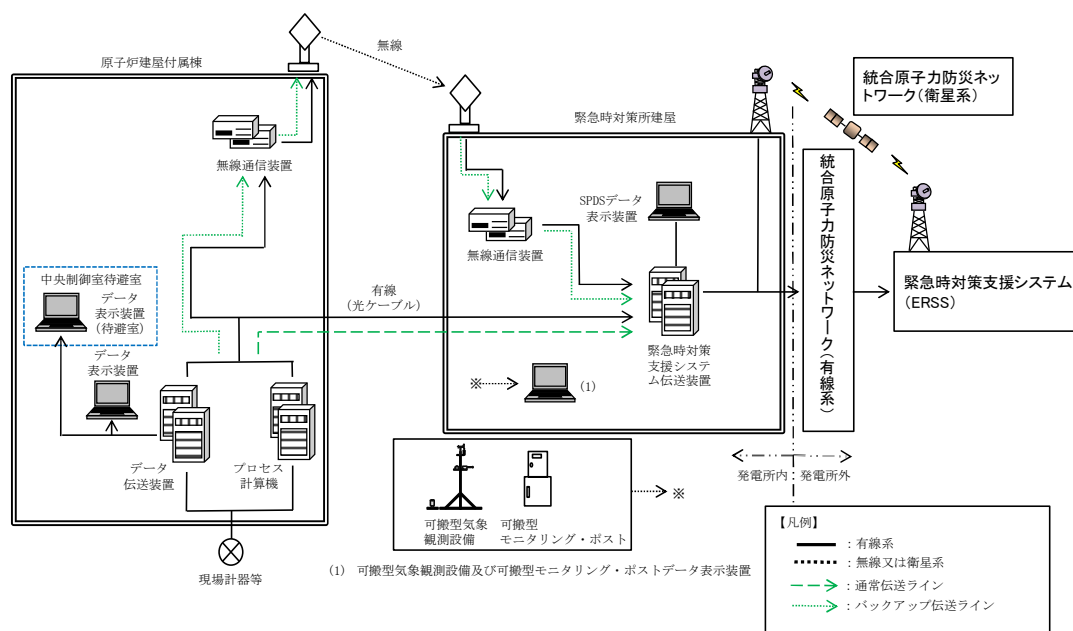 無線
原子炉建屋付属棟
統合原子力防災ネッ
トワーク(衛星系)
緊急時対策所建屋
無線通信装置
SPDSデータ
表示装置
無線通信装置
統合原子力防災ネットワーク(有線系)
緊急時対策支援システム
(ERSS)
中央制御室待避室
データ
表示装置
(待避室)
有線
(光ケーブル)
データ
表示装置
緊急時対策
支援システ
ム伝送装置
※
(1)
データ
伝送装置
プロセス
計算機
発電所内
発電所外
※
可搬型気象
観測設備
可搬型
モニタリング・ポスト
現場計器等
(1) 可搬型気象観測設備及び可搬型モニタリング・ポストデータ表示装置
【凡例】
：有線系
：無線又は衛星系
：通常伝送ライン
：バックアップ伝送ライン